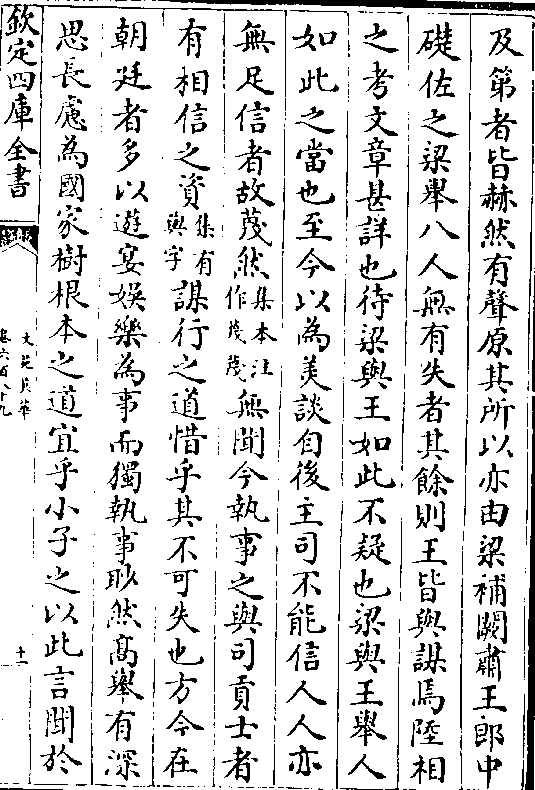 及第者皆赫然有聲原其所以亦由梁補闕肅王郎中
礎佐之梁舉八人無有失者其餘則王皆與謀焉陸相
之考文章甚詳也待梁與王如此不疑也梁與王舉人
如此之當也至今以為美談自後主司不能信人人亦
無足信者故蔑然集本注作蔑蔑無聞今執事之與司貢士者
有相信之資集有與字謀行之道惜乎其不可失也方今在
朝廷者多以遊宴娛樂為事而獨執事眇然高舉有深
思長慮為國家樹根本之道宜乎小子之以此言聞於
欽定四庫全書
文苑英華
卷六百八十九
十一